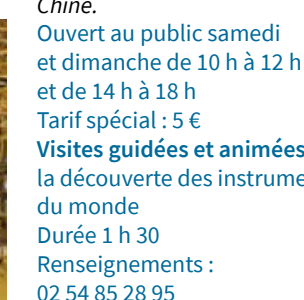 Chine.
Ouvert au public samedi
et dimanche de 10 h à 12 h
et de 14 h à 18 h
Tarif spécial : 5 €
Visites guidées et animées
la découverte des instrume
du monde
Durée 1 h 30
Renseignements :
02 54 85 28 95